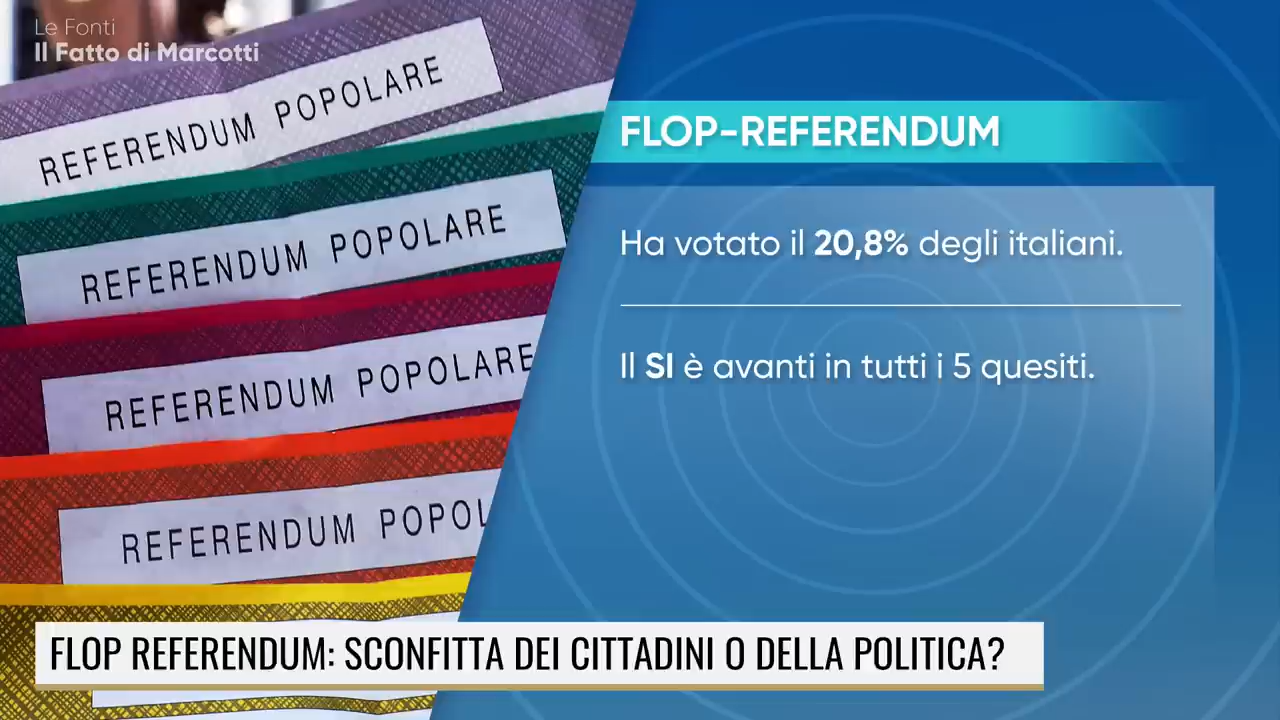 Le Fonti
Il Fatto di Marcotti
REFERENDUM POPOLARE
REFERENDUM POPOLARE
REFERENDUM POPOLARE
REFERENDUM POPOL
FLOP-REFERENDUM
Ha votato il 20,8% degli italiani.
Il SI è avanti in tutti i 5 quesiti.
FLOP REFERENDUM: SCONFITTA DEI CITTADINI O DELLA POLITICA?